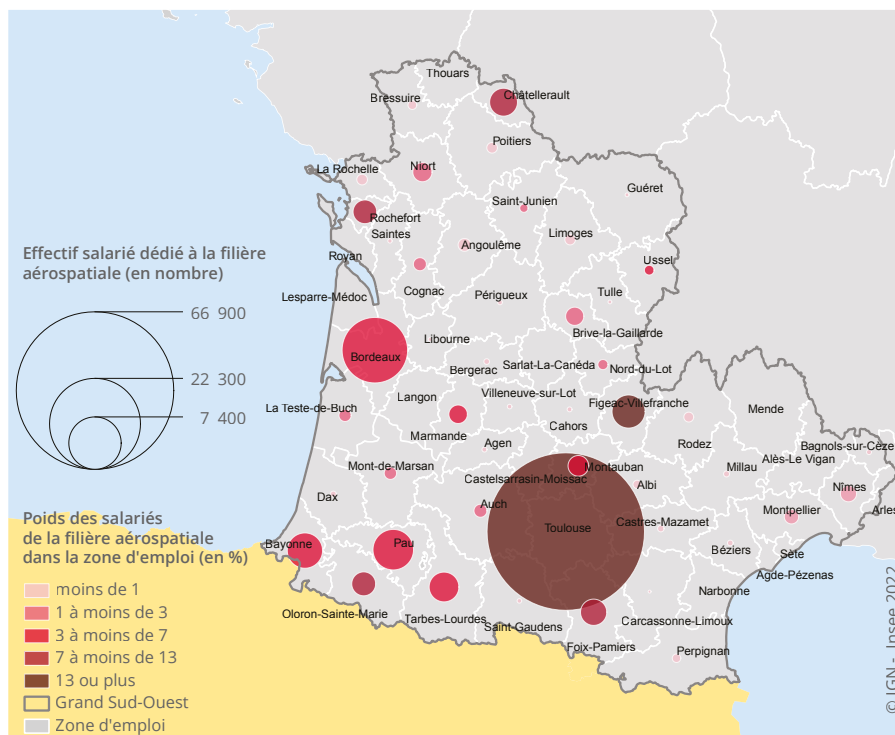 Thouars
Bressuire
Châtellerault
Poitiers
La Rochelle
Niort
Guéret
Saint-Junien
Rochefort
Saintes
Angoulême
Limoges
Effectif salarié dédié à la filière
aérospatiale (en nombre)
Royan
Ussel
Cognac
Tulle
Lesparre-Médoc
Périgueux
66 900
Brive-la-Gaillarde
Libourne
Bordeaux
Sarlat-La-Canéda
Nord-du-Lot
Bergerac
22 300
Langon
Villeneuve-sur-Lot
Figeac-Villefranche
La Teste-de-Buch
7 400
Mende
Cahors
Marmande
Rodez
Agen
Bagnols-sur-Cèze
Alès-Le Vigan
Mont-de-Marsan
Castelsarrasin-Moissac
Montauban
Millau
Albi
Nîmes
Dax
Auch
Poids des salariés
de la filière aérospatiale
dans la zone d'emploi (en %)
Toulouse
Castres-Mazamet
Montpellier
Arles
Bayonne
Pau
Béziers
Sète
Agde-Pézenas
moins de 1
Narbonne
1 à moins de 3
Oloron-Sainte-Marie
Tarbes-Lourdes
Saint-Gaudens
Carcassonne-Limoux
3 à moins de 7
Foix-Pamiers
Perpignan
7 à moins de 13
13 ou plus
Grand Sud-Ouest
Zone d'emploi
© IGN - Insee 2022